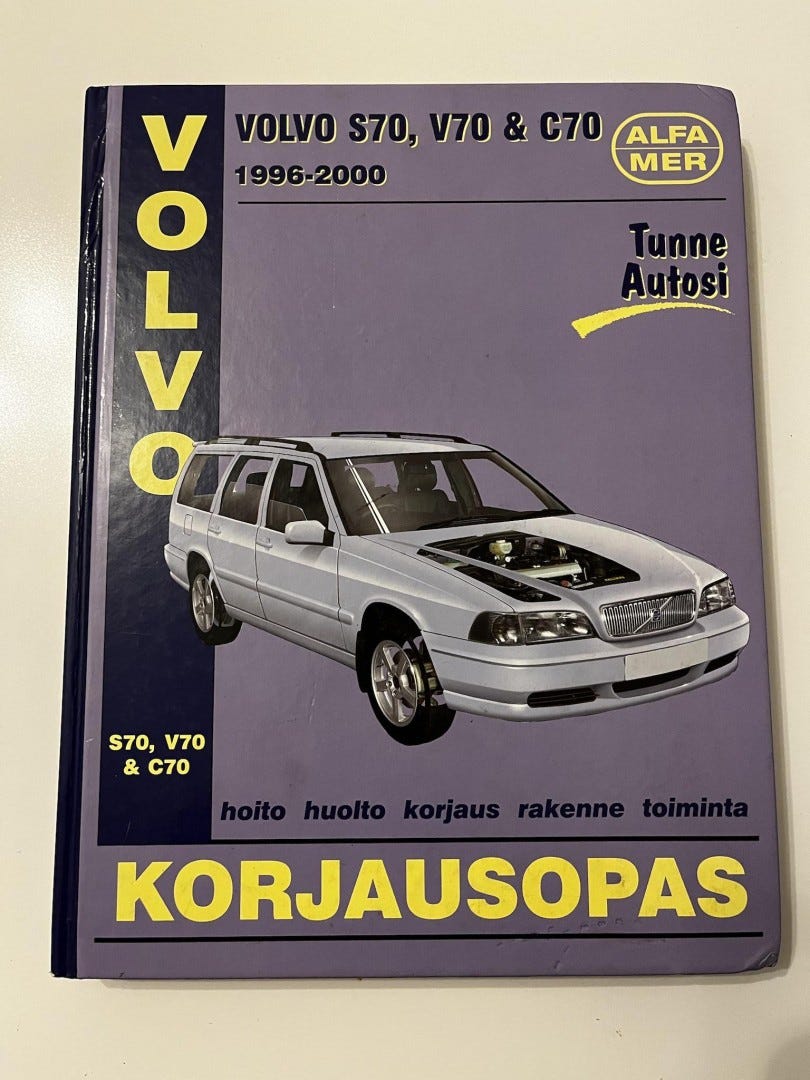 VOLVO
VOLVO S70, V70 & C70
1996-2000
ALFA
MER
Tunne
Autosi
S70, V70
& C70
hoito huolto korjaus rakenne toiminta
KORJAUSOPAS